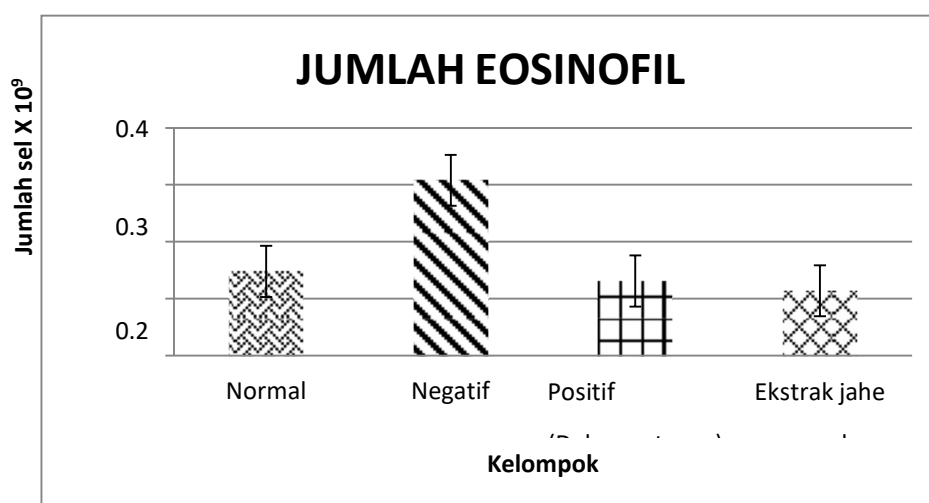 JUMLAH EOSINOFIL
Jumlah sel X 10⁹
0.4
0.3
0.2
Normal Negatif Positif Ekstrak jahe
Kelompok